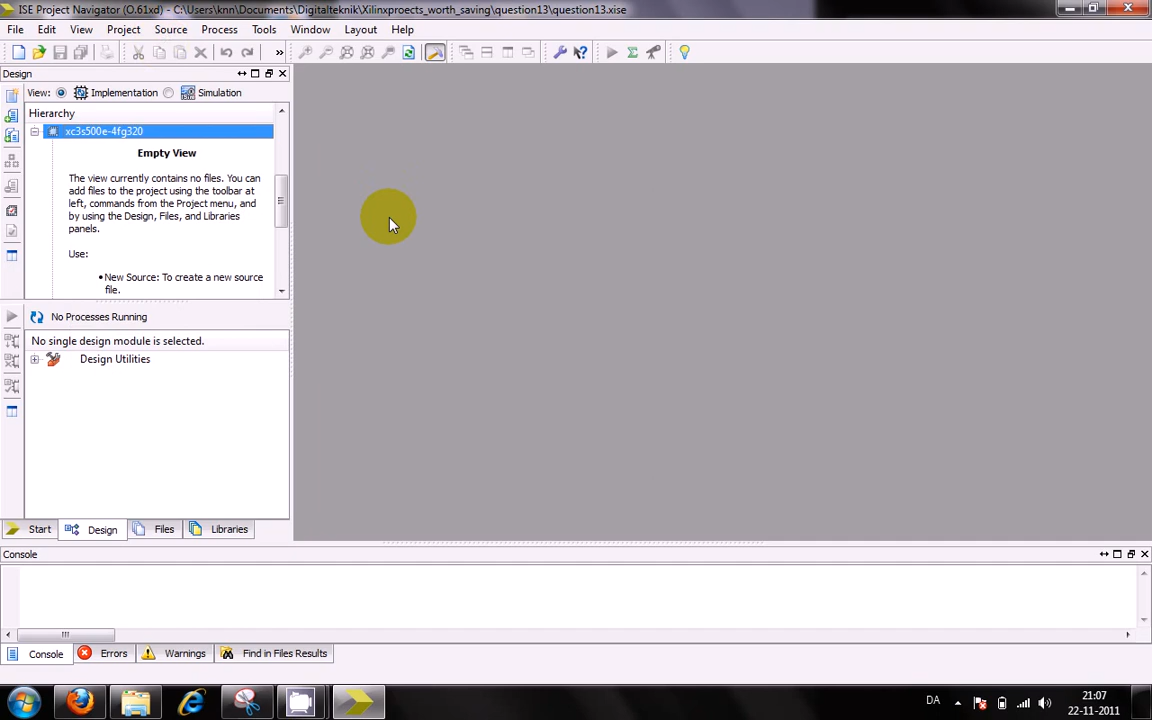 ISE Project Navigator (O.61xd) - C:\Users\knn\Documents\Digitalteknik\Xilinxproects_worth_saving\question13\question13.xise
File Edit View Project Source Process Tools Window Layout Help
»
Design
View: Implementation Simulation
Hierarchy
xc3s500e-4fg320
Empty View
The view currently contains no files. You
can add files to the project using the toolbar at
left, commands from the Project menu, and
by using the Design, Files, and Libraries
panels.
Use:
•New Source: To create a new source
file.
No Processes Running
No single design module is selected.
Design Utilities
Start Design Files Libraries
Console
Console Errors Warnings Find in Files Results
DA
21:07
22-11-2011